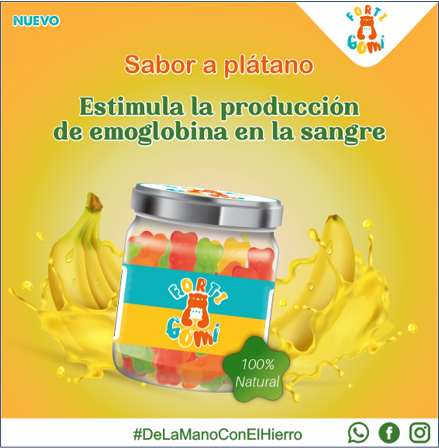 NUEVO
FORTI
GOMi
Sabor a plátano
Estimula la producción
de emoglobina en la sangre
FORTI
GOMi
100%
Natural
#DeLaManoConElHierro